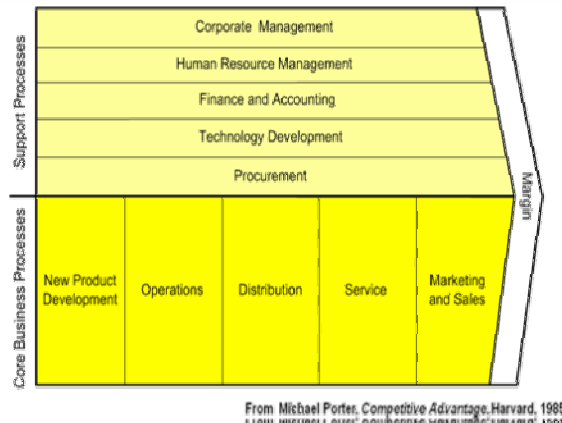 Support Processes
Corporate Management
Human Resource Management
Finance and Accounting
Technology Development
Procurement
Margin
Core Business Processes
New Product
Development
Operations
Distribution
Service
Marketing
and Sales
From Michael Porter, Competitive Advantage, Harvard, 1985